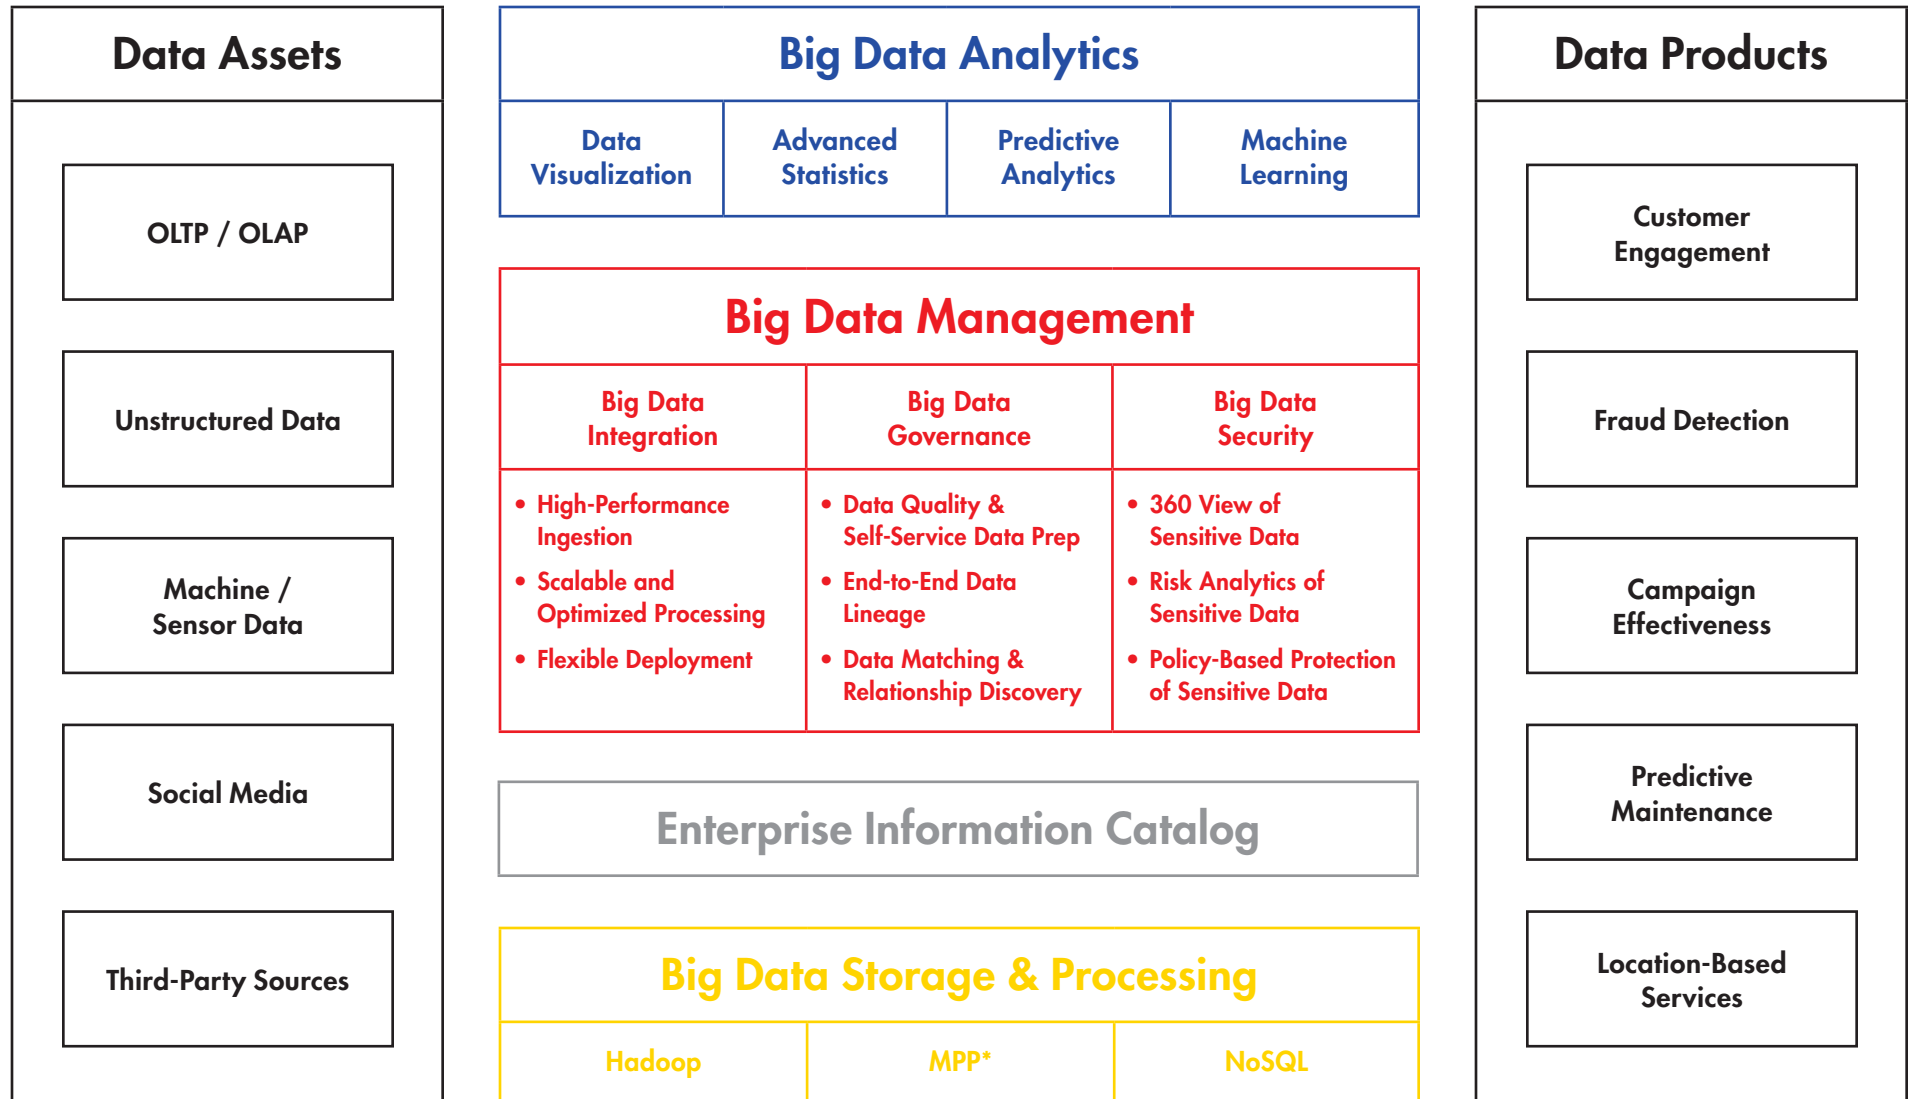 Data Assets
OLTP / OLAP
Unstructured Data
Machine /
Sensor Data
Social Media
Third-Party Sources
Big Data Analytics
Data
Visualization
Advanced
Statistics
Predictive
Analytics
Machine
Learning
Big Data Management
Big Data
Integration
• High-Performance
Ingestion
• Scalable and
Optimized Processing
• Flexible Deployment
Big Data
Governance
• Data Quality &
Self-Service Data Prep
• End-to-End Data
Lineage
• Data Matching &
Relationship Discovery
Big Data
Security
• 360 View of
Sensitive Data
• Risk Analytics of
Sensitive Data
• Policy-Based Protection
of Sensitive Data
Enterprise Information Catalog
Big Data Storage & Processing
Hadoop
MPP*
NoSQL
Data Products
Customer
Engagement
Fraud Detection
Campaign
Effectiveness
Predictive
Maintenance
Location-Based
Services